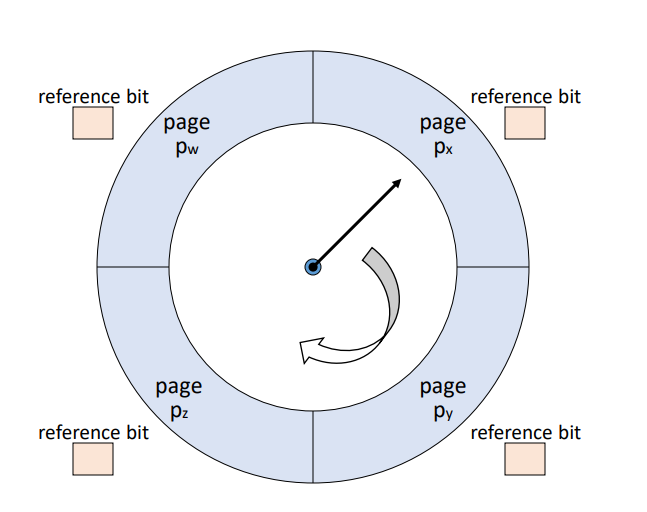 reference bit
reference bit
page
p_w
page
p_x
page
p_z
page
p_y
reference bit
reference bit